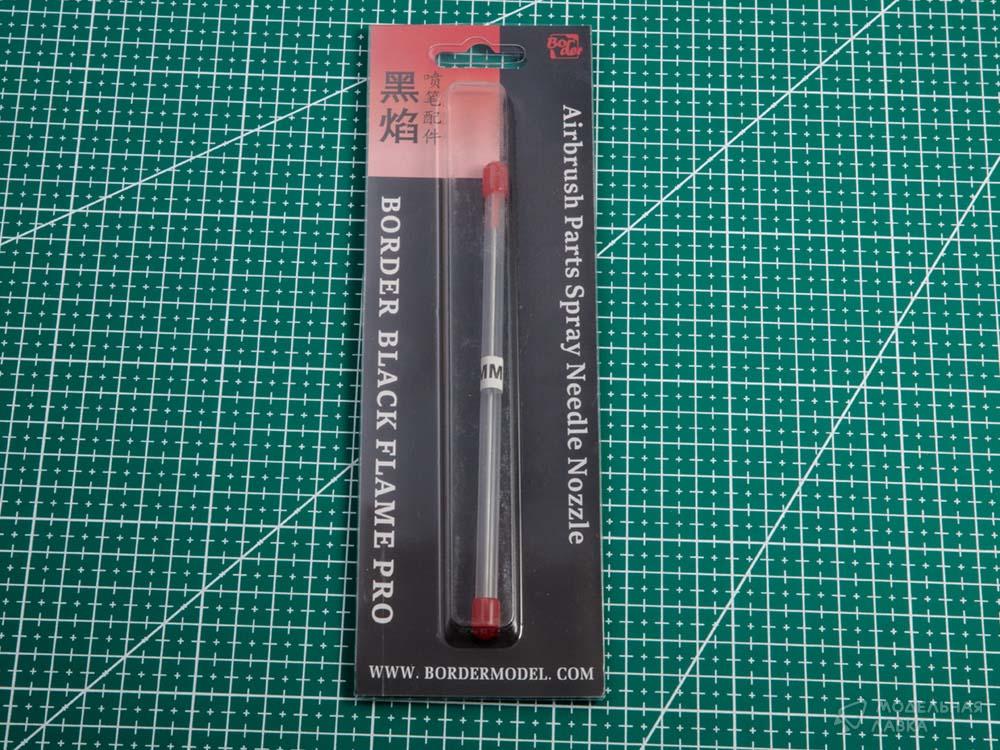 Border
黑焰
喷笔配件
Airbrush Parts Spray Needle Nozzle
BORDER BLACK FLAME PRO
MM
WWW. BORDERMODEL. COM
МОДЕЛЬНАЯ
ЛАВКА